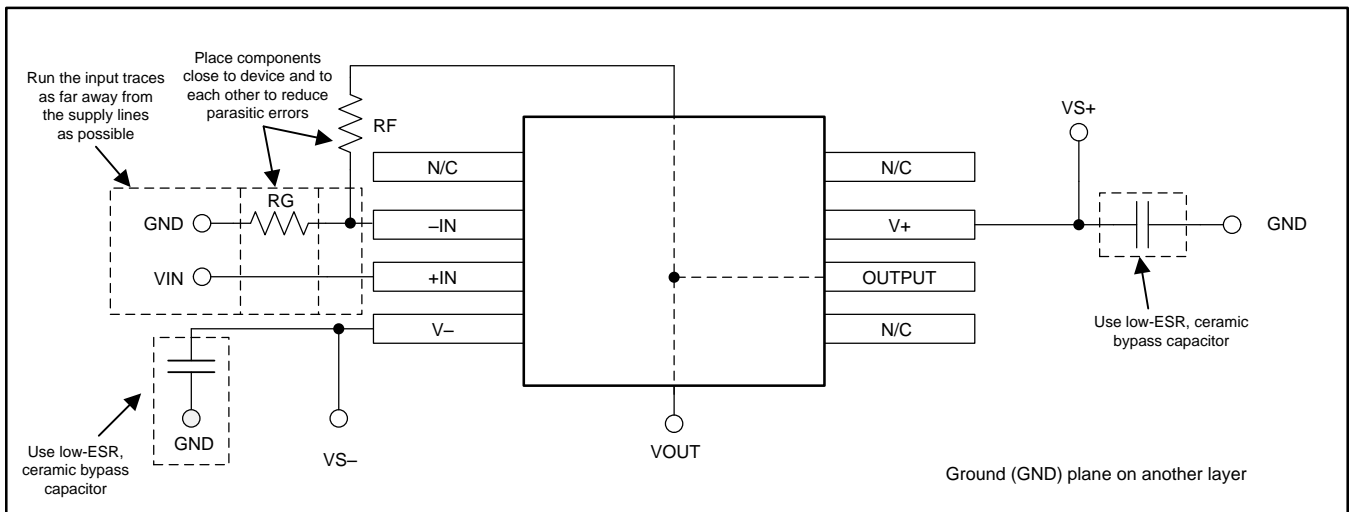 Run the input traces
as far away from
the supply lines
as possible
Place components
close to device and to
each other to reduce
parasitic errors
RF
VS+
N/C
N/C
RG
GND
–IN
V+
GND
VIN
+IN
OUTPUT
V–
N/C
Use low-ESR, ceramic
bypass capacitor
GND
Use low-ESR,
ceramic bypass
capacitor
VS–
VOUT
Ground (GND) plane on another layer